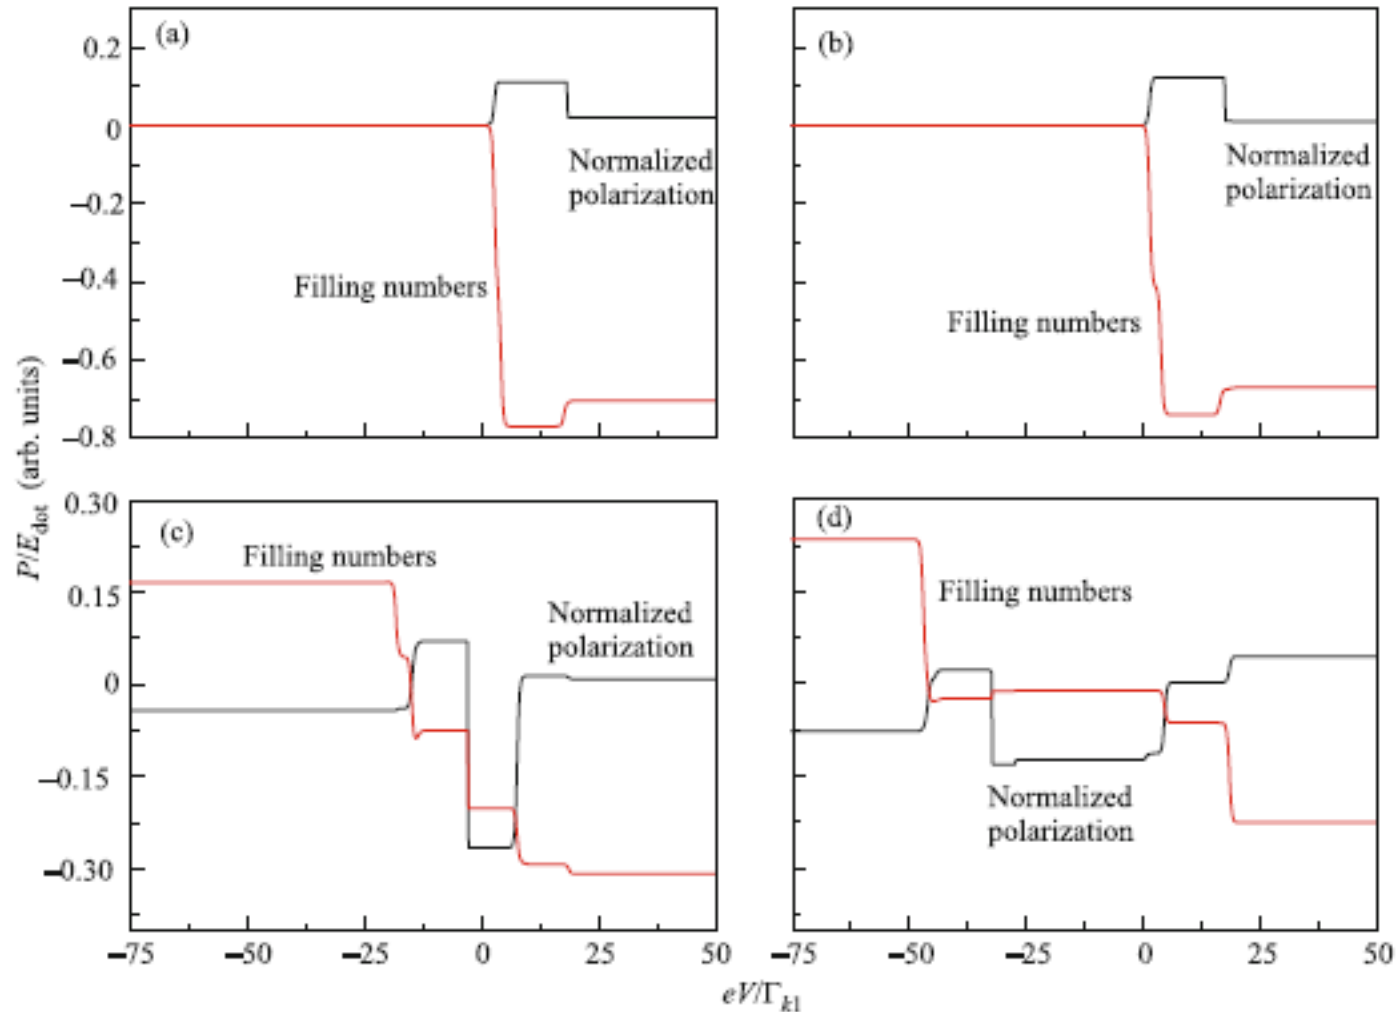 (a)
0.2
0
−0.2
−0.4
−0.6
−0.8
Normalized
polarization
Filling numbers
(b)
Normalized
polarization
Filling numbers
P/E_dot (arb. units)
(c)
0.30
0.15
0
−0.15
−0.30
Filling numbers
Normalized
polarization
−75 −50 −25 0 25 50
(d)
Filling numbers
Normalized
polarization
−75 −50 −25 0 25 50
eV/Γ_k1